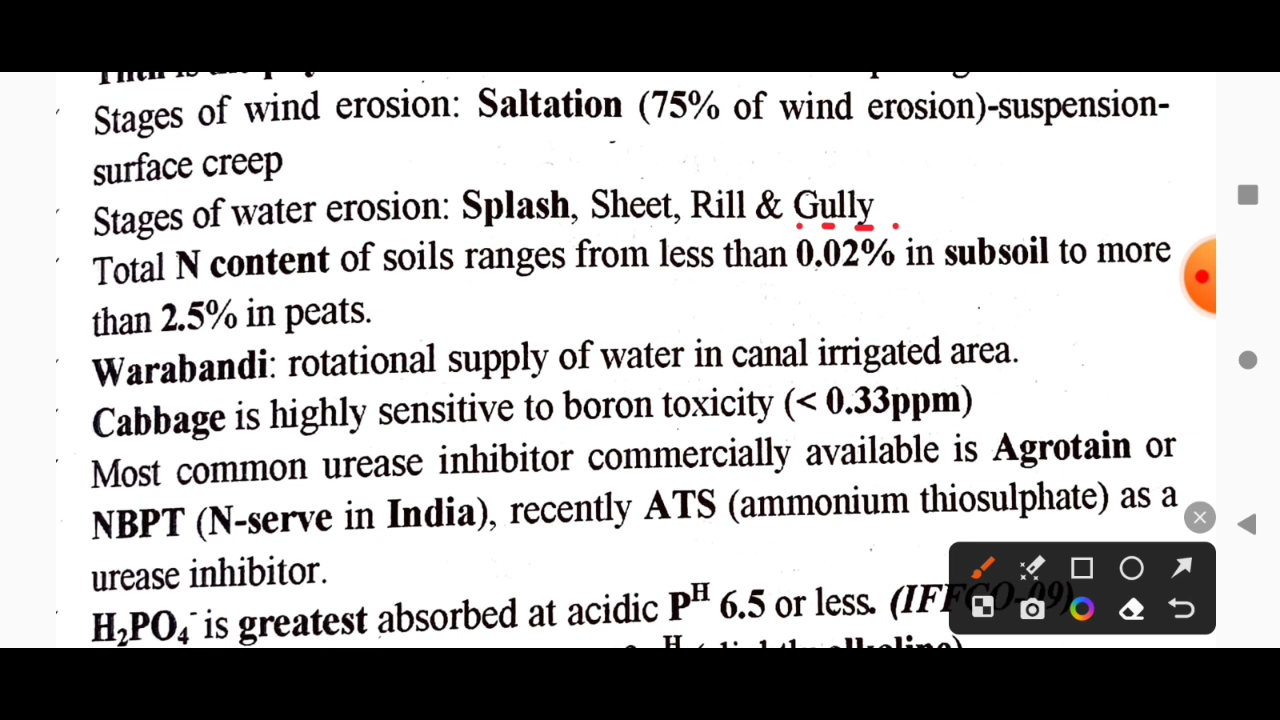 Stages of wind erosion: Saltation (75% of wind erosion)-suspension-
surface creep
Stages of water erosion: Splash, Sheet, Rill & Gully
Total N content of soils ranges from less than 0.02% in subsoil to more
than 2.5% in peats.
Warabandi: rotational supply of water in canal irrigated area.
Cabbage is highly sensitive to boron toxicity (< 0.33ppm)
Most common urease inhibitor commercially available is Agrotain or
NBPT (N-serve in India), recently ATS (ammonium thiosulphate) as a
urease inhibitor.
H₂PO₄⁻ is greatest absorbed at acidic Pᴴ 6.5 or less. (IFFCO-09)